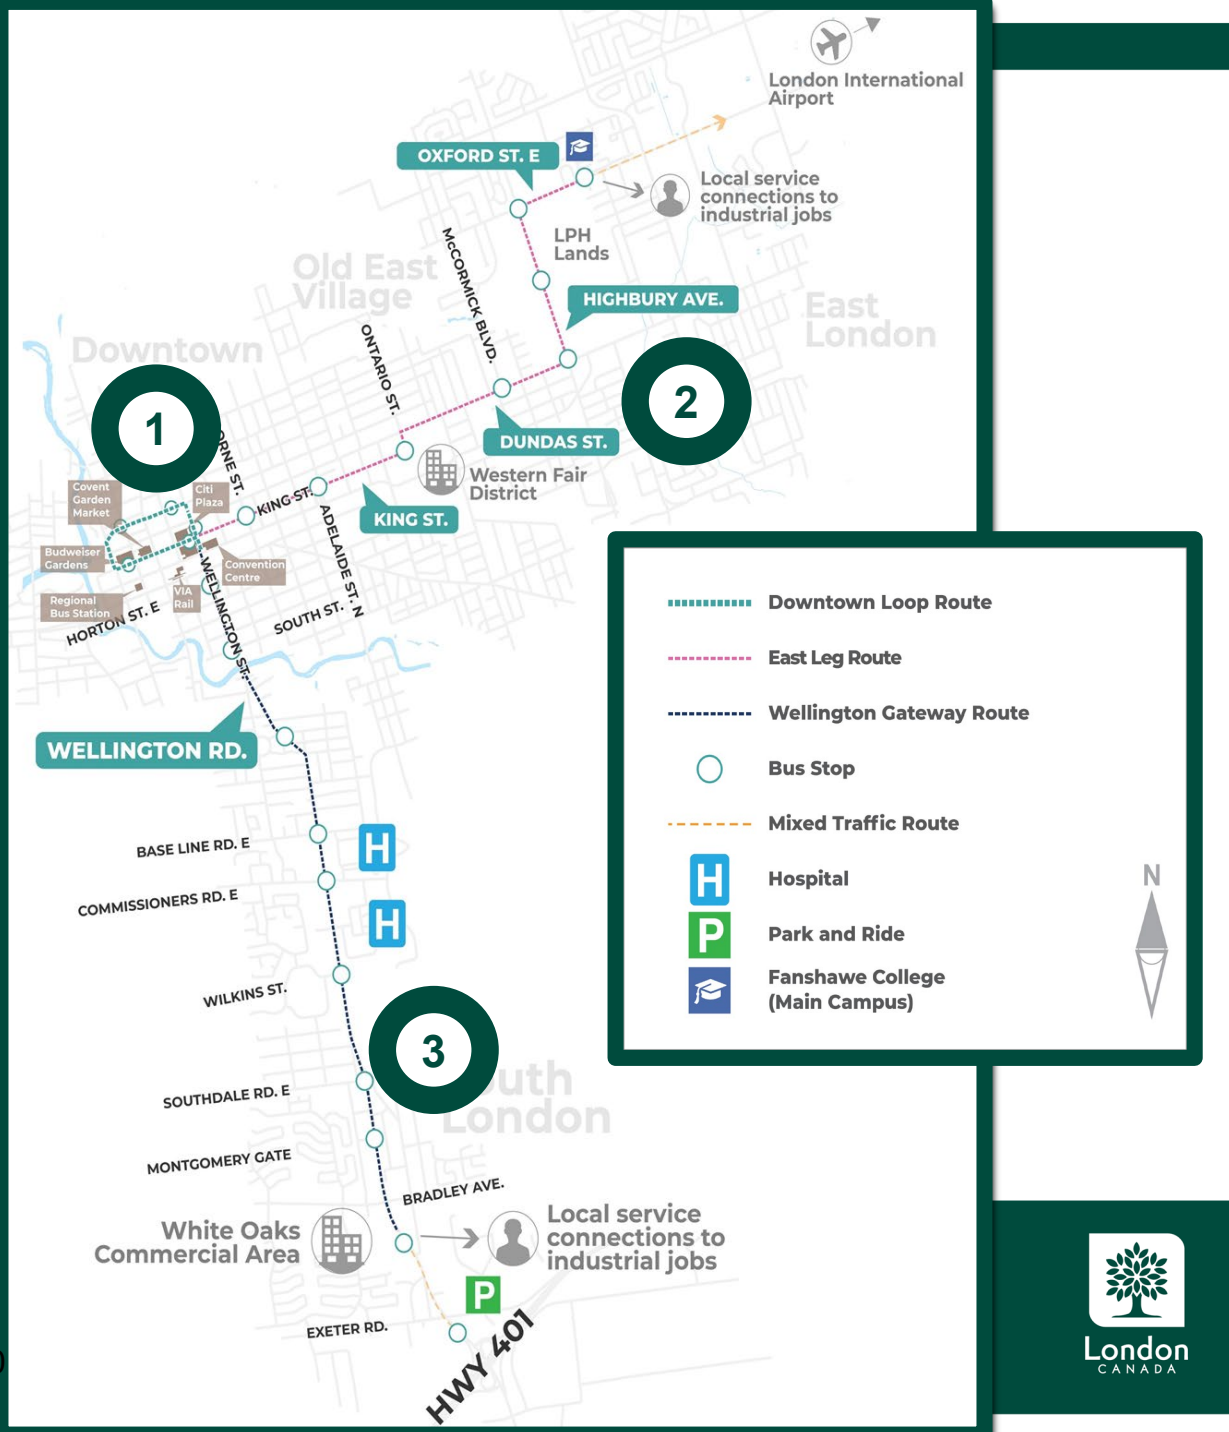 London International
Airport
OXFORD ST. E
Local service
connections to
industrial jobs
McCORMICK BLVD.
LPH
Lands
Old East
Village
HIGHBURY AVE.
East
London
ONTARIO ST.
Downtown
1
2
DUNDAS ST.
Western Fair
District
Covent
Garden
Market
Citi
Plaza
KING ST.
KING ST.
ADELAIDE ST. N
Budweiser
Gardens
Convention
Centre
VIA
Rail
Regional
Bus Station
HORTON ST. E
WELLINGTON ST.
SOUTH ST.
WELLINGTON RD.
BASE LINE RD. E
H
COMMISSIONERS RD. E
H
WILKINS ST.
3
London
SOUTHDALE RD. E
MONTGOMERY GATE
BRADLEY AVE.
White Oaks
Commercial Area
Local service
connections to
industrial jobs
P
EXETER RD.
HWY 401
Downtown Loop Route
East Leg Route
Wellington Gateway Route
Bus Stop
Mixed Traffic Route
H Hospital
P Park and Ride
Fanshawe College
(Main Campus)
N
London
CANADA